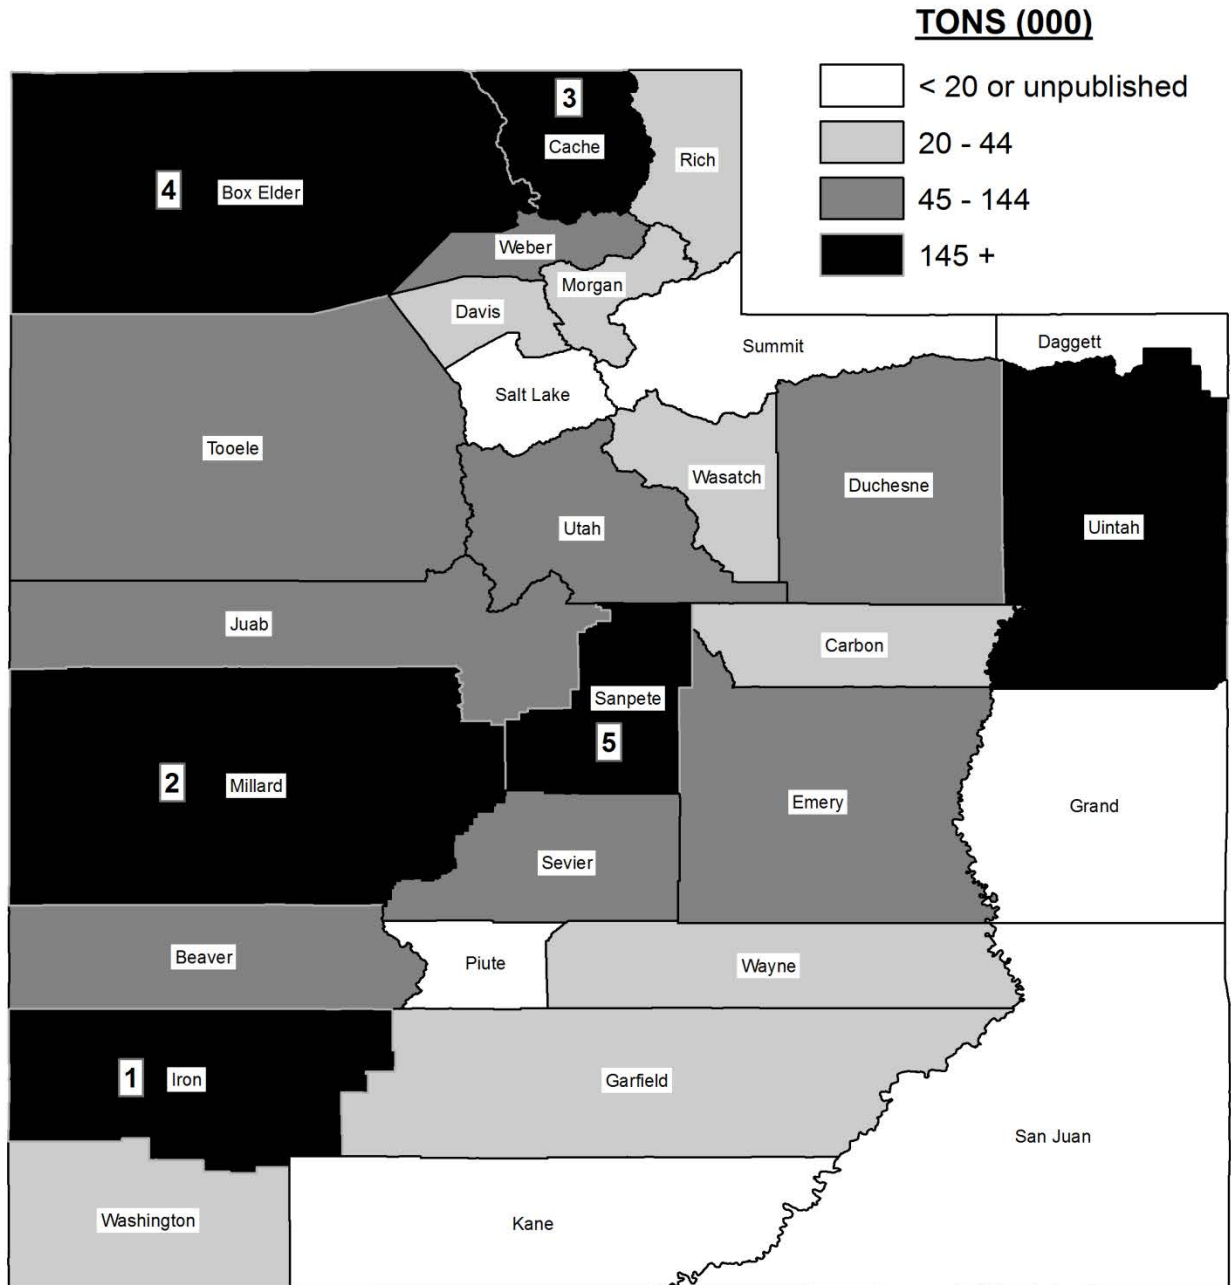 TONS (000)
< 20 or unpublished
20 - 44
45 - 144
145 +
3
Cache
Rich
4
Box Elder
Weber
Morgan
Davis
Summit
Daggett
Salt Lake
Tooele
Wasatch
Duchesne
Utah
Uintah
Juab
Carbon
Sanpete
5
2
Millard
Emery
Grand
Sevier
Beaver
Piute
Wayne
1
Iron
Garfield
San Juan
Washington
Kane